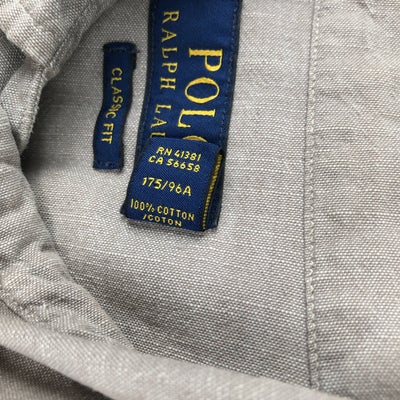 POLO
RALPH LAU
CLASSIC FIT
RN 41381
CA 56658
175/96A
100% COTTON
/COTON